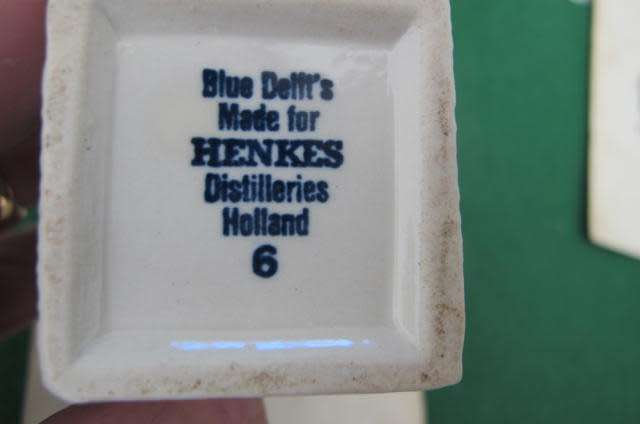 Blue Delft's
Made for
HENKES
Distilleries
Holland
6